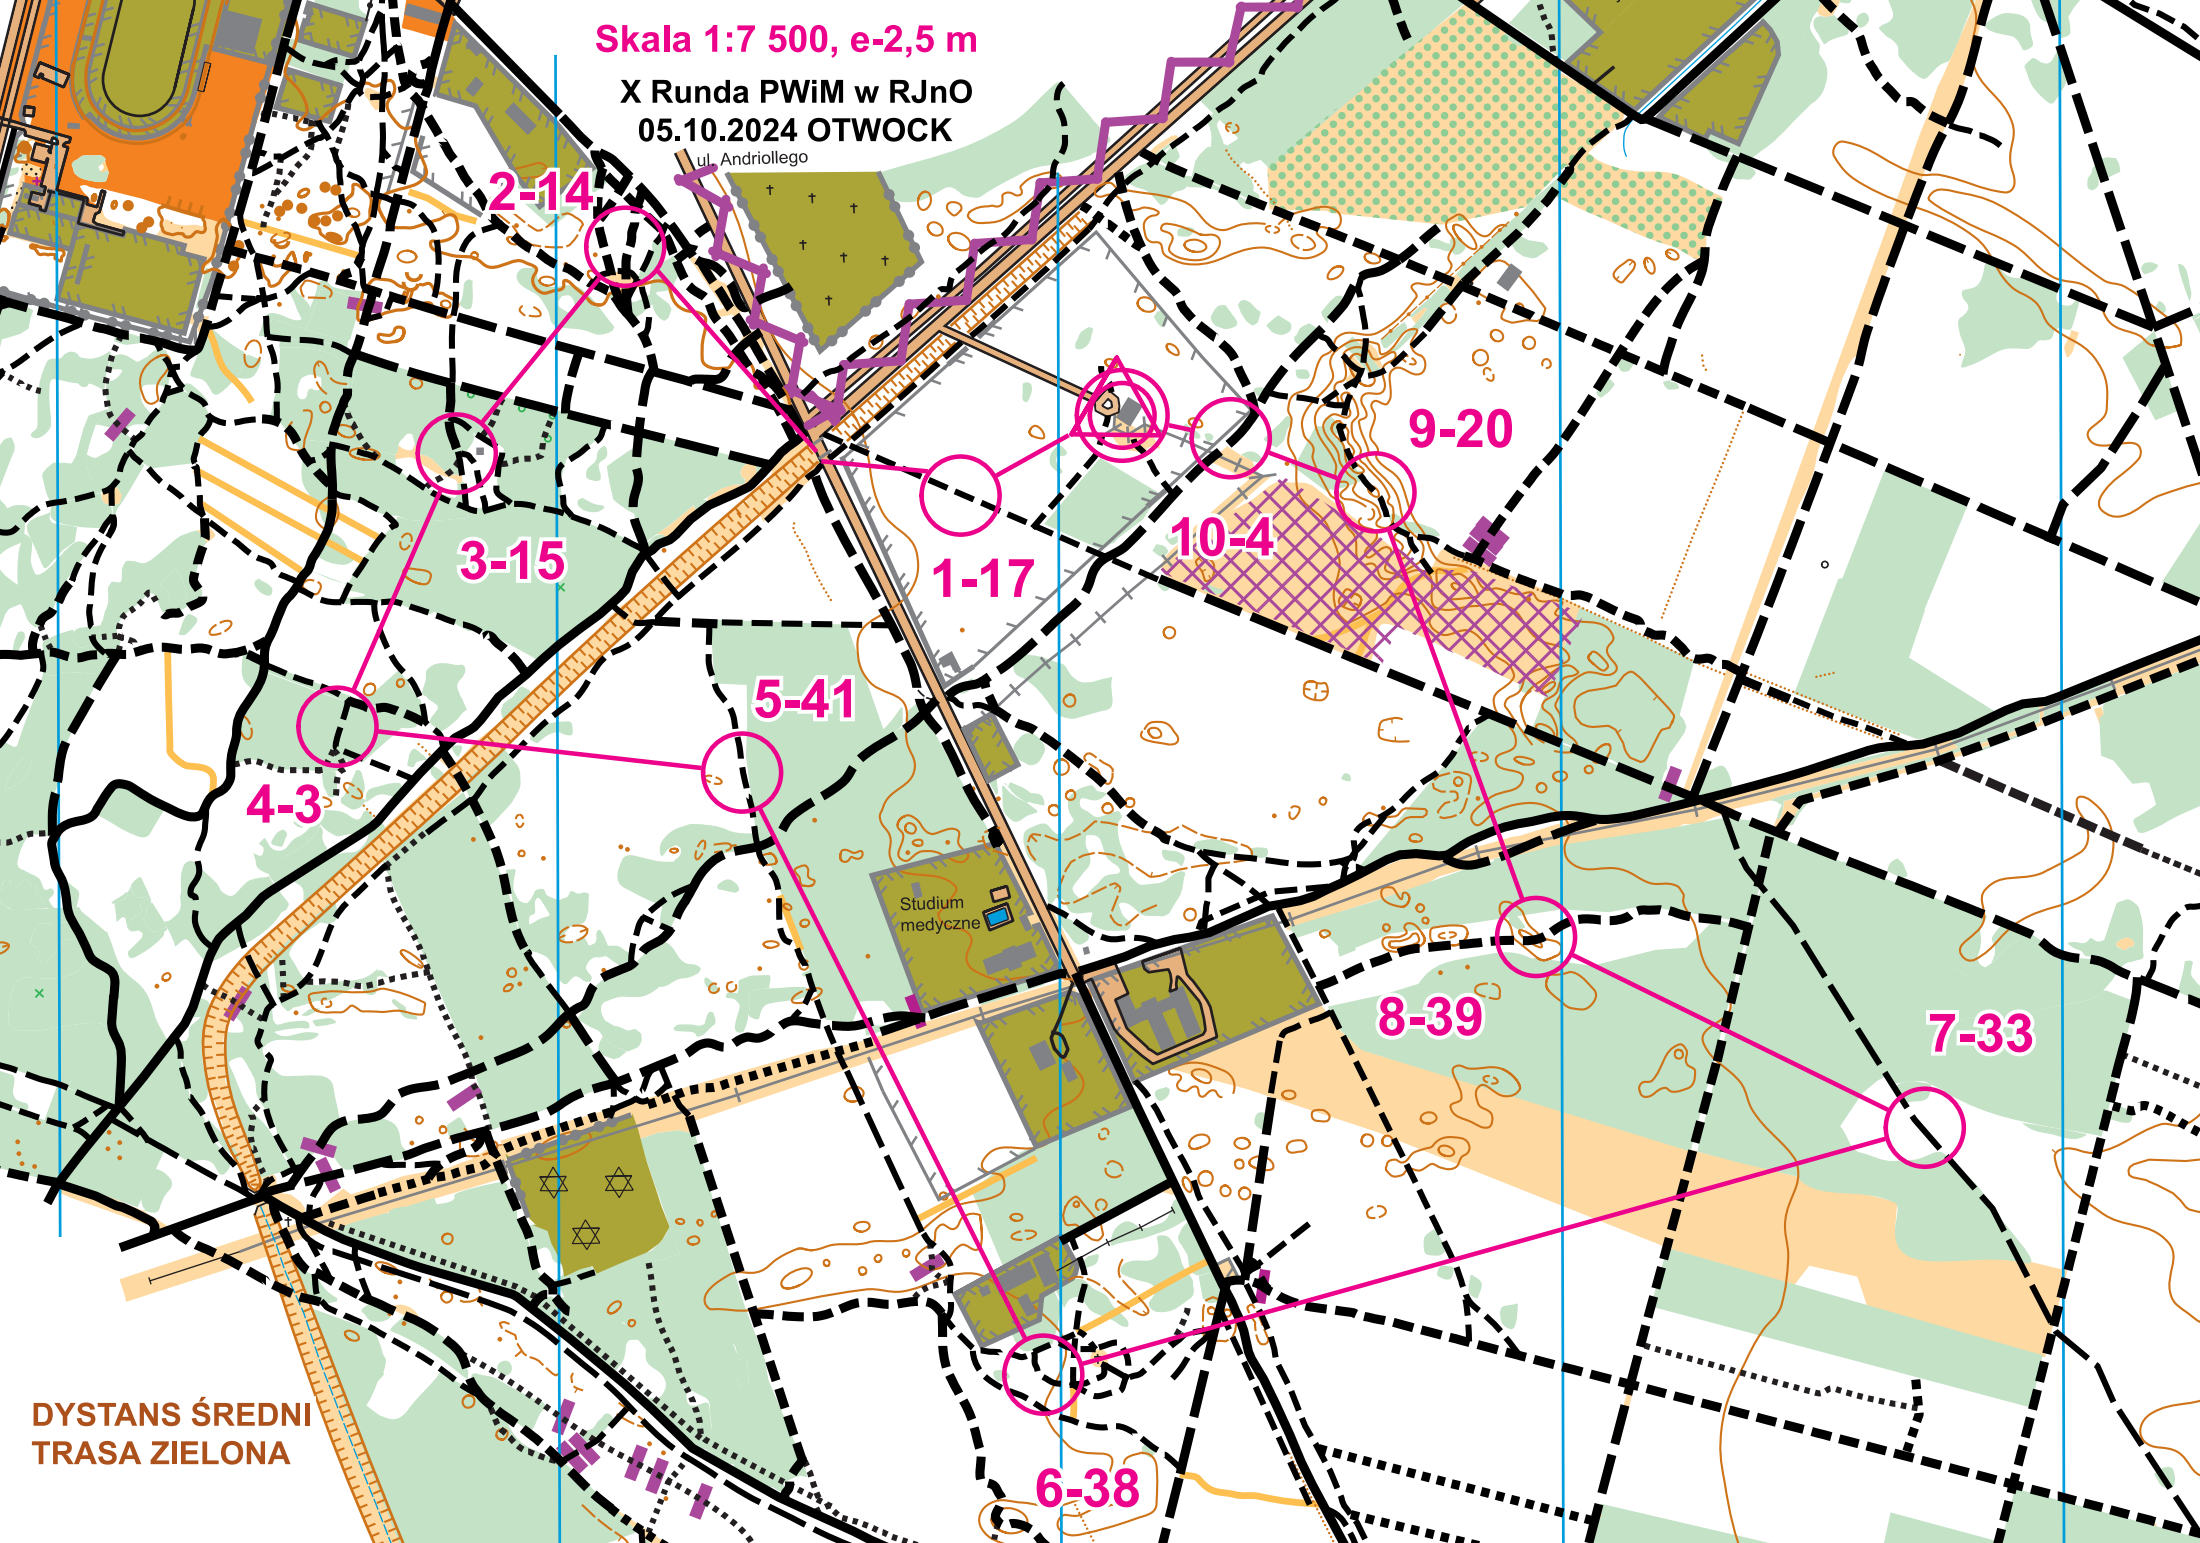 Skala 1:7 500, e-2,5 m
X Runda PWiM w RJnO
05.10.2024 OTWOCK
ul. Andriollego
2-14
9-20
3-15
10-4
1-17
5-41
4-3
Studium
medyczne
8-39
7-33
DYSTANS ŚREDNI
TRASA ZIELONA
6-38